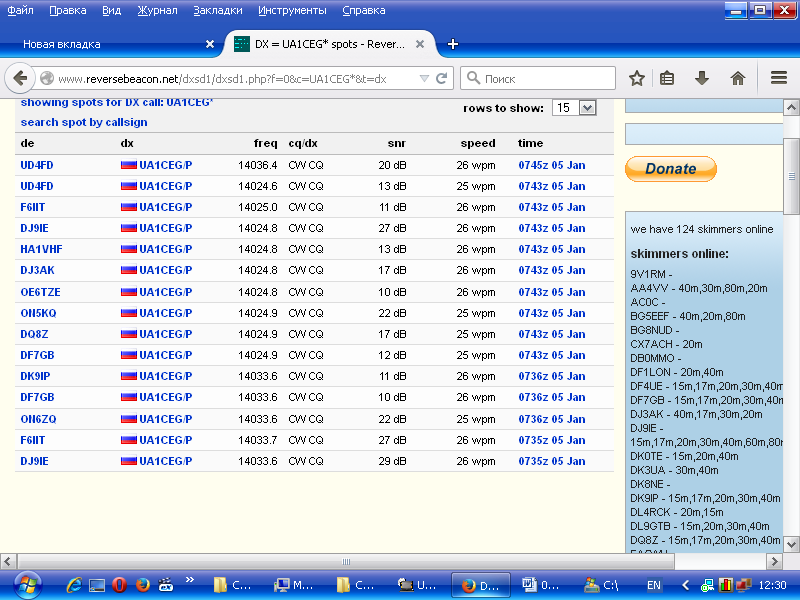 Файл Правка Вид Журнал Закладки Инструменты Справка
Новая вкладка
DX = UA1CEG* spots - Rever...
www.reversebeacon.net/dxsd1/dxsd1.php?f=0&c=UA1CEG*&t=dx
Поиск
showing spots for DX call: UA1CEG*
rows to show: 15
search spot by callsign
de dx freq cq/dx snr speed time
UD4FD UA1CEG/P 14036.4 CW CQ 20 dB 26 wpm 0745z 05 Jan
UD4FD UA1CEG/P 14024.6 CW CQ 13 dB 25 wpm 0743z 05 Jan
F6IIT UA1CEG/P 14025.0 CW CQ 11 dB 26 wpm 0743z 05 Jan
DJ9IE UA1CEG/P 14024.8 CW CQ 27 dB 26 wpm 0743z 05 Jan
HA1VHF UA1CEG/P 14024.8 CW CQ 13 dB 26 wpm 0743z 05 Jan
DJ3AK UA1CEG/P 14024.8 CW CQ 17 dB 26 wpm 0743z 05 Jan
OE6TZE UA1CEG/P 14024.8 CW CQ 10 dB 26 wpm 0743z 05 Jan
ON5KQ UA1CEG/P 14024.9 CW CQ 22 dB 25 wpm 0743z 05 Jan
DQ8Z UA1CEG/P 14024.9 CW CQ 17 dB 25 wpm 0743z 05 Jan
DF7GB UA1CEG/P 14024.9 CW CQ 12 dB 25 wpm 0743z 05 Jan
DK9IP UA1CEG/P 14033.6 CW CQ 11 dB 26 wpm 0736z 05 Jan
DF7GB UA1CEG/P 14033.6 CW CQ 10 dB 26 wpm 0736z 05 Jan
ON6ZQ UA1CEG/P 14033.6 CW CQ 22 dB 25 wpm 0736z 05 Jan
F6IIT UA1CEG/P 14033.7 CW CQ 27 dB 26 wpm 0735z 05 Jan
DJ9IE UA1CEG/P 14033.6 CW CQ 29 dB 26 wpm 0735z 05 Jan
Donate
we have 124 skimmers online
skimmers online:
9V1RM -
AA4VV - 40m,30m,80m,20m
AC0C -
BG5EEF - 40m,20m,80m
BG8NUD -
CX7ACH - 20m
DB0MMO -
DF1LON - 20m,40m
DF4UE - 15m,17m,20m,30m,40m
DF7GB - 15m,17m,20m,30m,40m
DJ3AK - 40m,17m,30m,20m
DJ9IE -
15m,17m,20m,30m,40m,60m,80m
DK0TE - 15m,20m,40m
DK3UA - 30m,40m
DK8NE -
DK9IP - 15m,17m,20m,30m,40m
DL4RCK - 20m,15m
DL9GTB - 15m,20m,30m,40m
DQ8Z - 15m,17m,20m,30m,40m
С... М... С... U... D... 0... C:\ EN 12:30